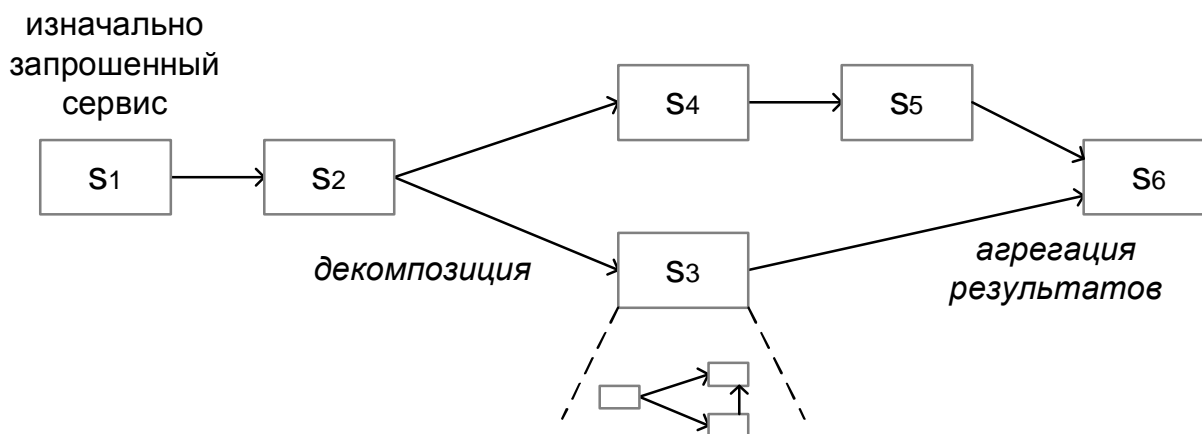 изначально
запрошенный
сервис
S1
S2
S4
S5
S6
S3
декомпозиция
агрегация
результатов